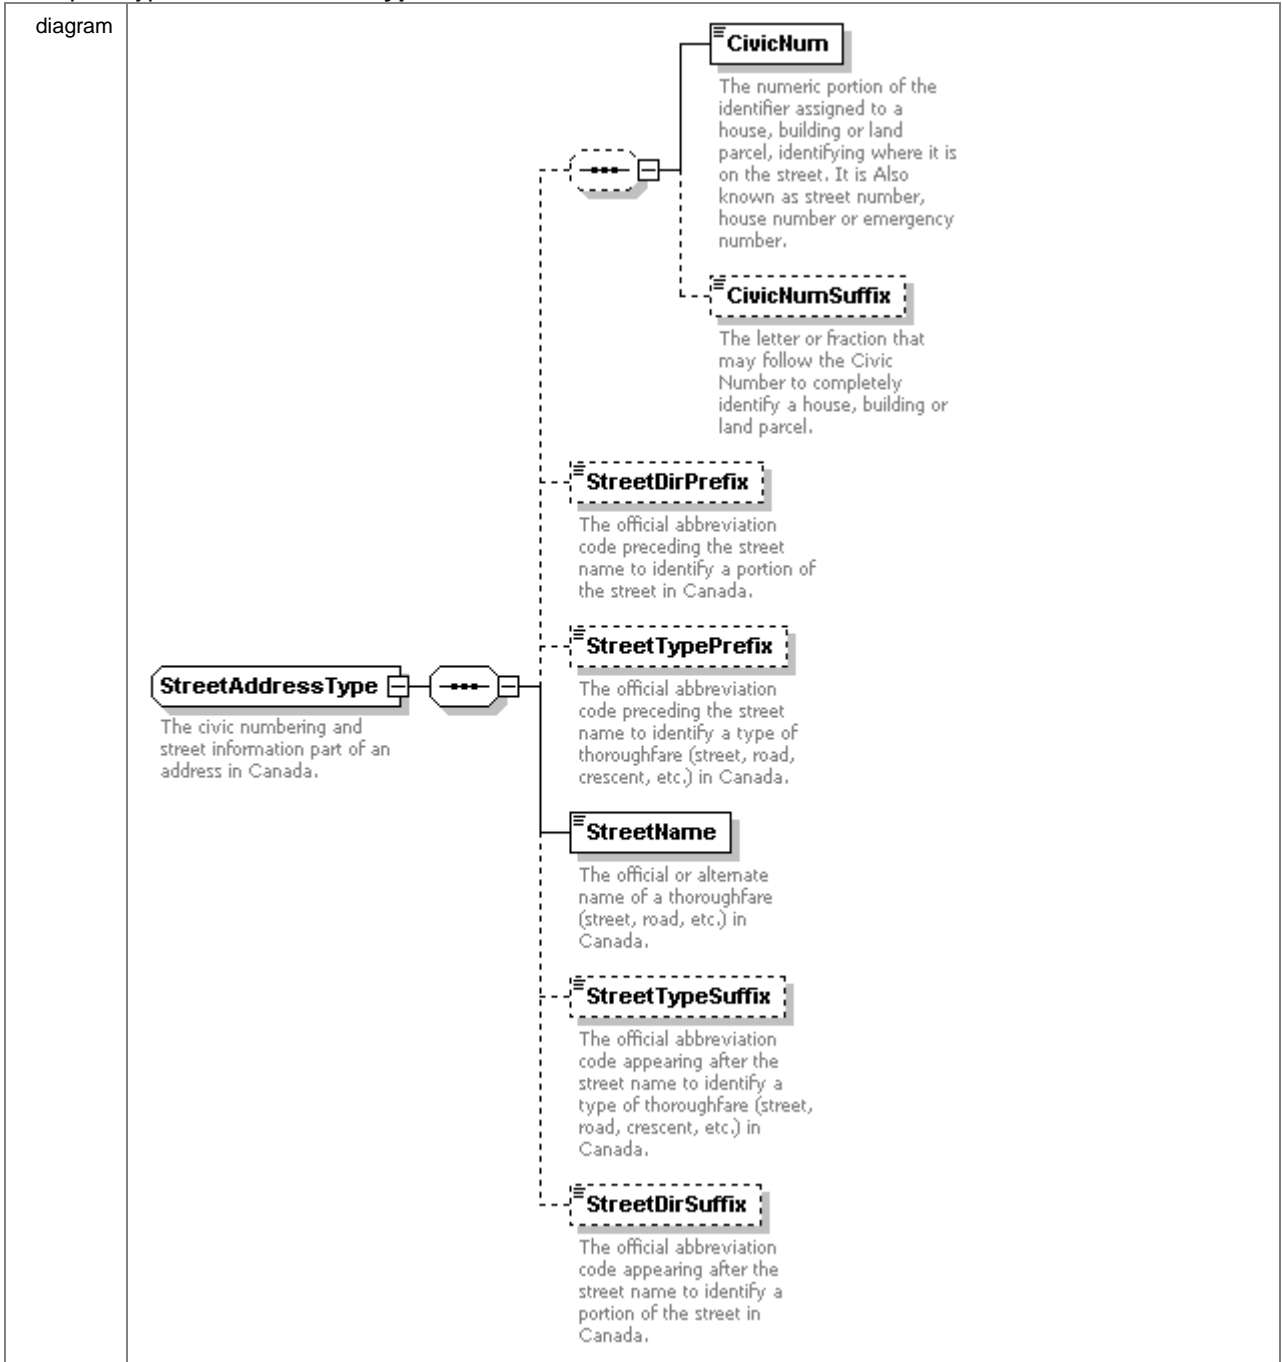 diagram
CivicNum
The numeric portion of the
identifier assigned to a
house, building or land
parcel, identifying where it is
on the street. It is Also
known as street number,
house number or emergency
number.
CivicNumSuffix
The letter or fraction that
may follow the Civic
Number to completely
identify a house, building or
land parcel.
StreetDirPrefix
The official abbreviation
code preceding the street
name to identify a portion of
the street in Canada.
StreetTypePrefix
The official abbreviation
code preceding the street
name to identify a type of
thoroughfare (street, road,
crescent, etc.) in Canada.
StreetAddressType
The civic numbering and
street information part of an
address in Canada.
StreetName
The official or alternate
name of a thoroughfare
(street, road, etc.) in
Canada.
StreetTypeSuffix
The official abbreviation
code appearing after the
street name to identify a
type of thoroughfare (street,
road, crescent, etc.) in
Canada.
StreetDirSuffix
The official abbreviation
code appearing after the
street name to identify a
portion of the street in
Canada.